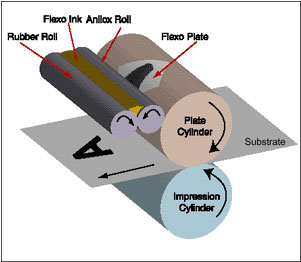 Flexo Ink
Anilox Roll
Rubber Roll
Flexo Plate
Plate
Cylinder
Substrate
A
Impression
Cylinder